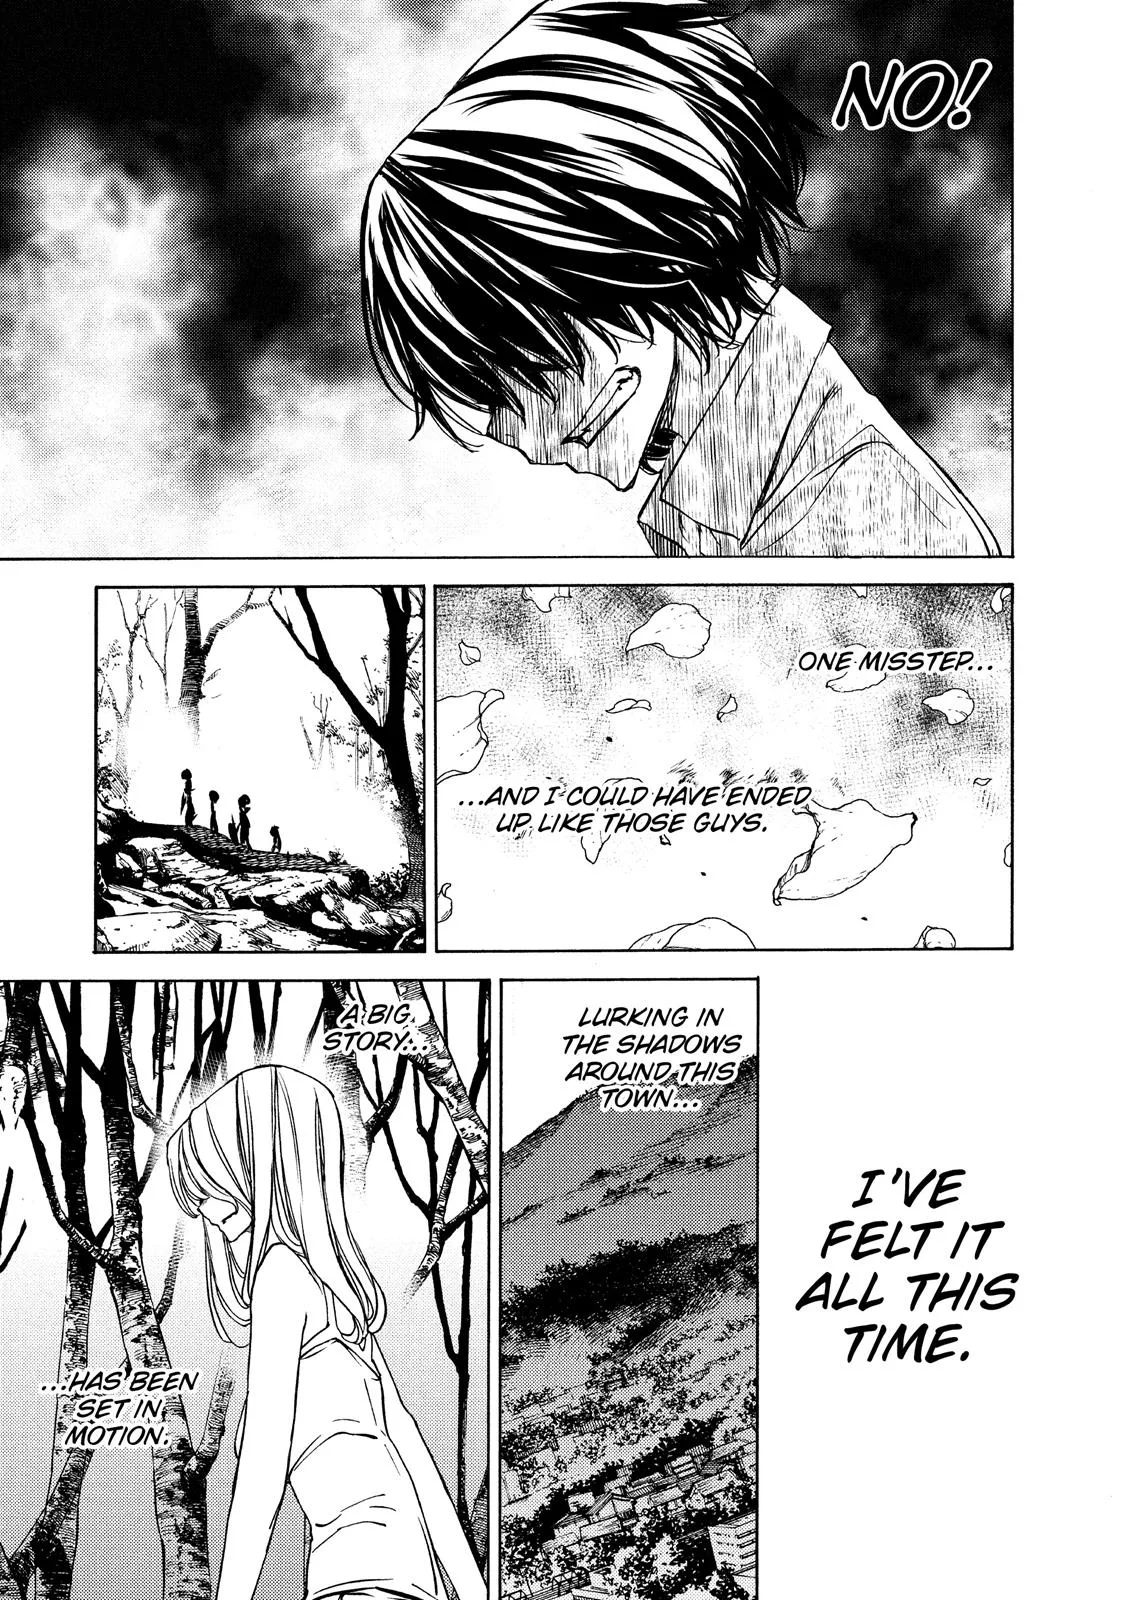 NO!
ONE MISSTEP...
...AND I COULD HAVE ENDED
UP LIKE THOSE GUYS.
I'VE
FELT IT
ALL THIS
TIME.
LURKING IN
THE SHADOWS
AROUND THIS
TOWN...
A BIG
STORY...
...HAS BEEN
SET IN
MOTION.